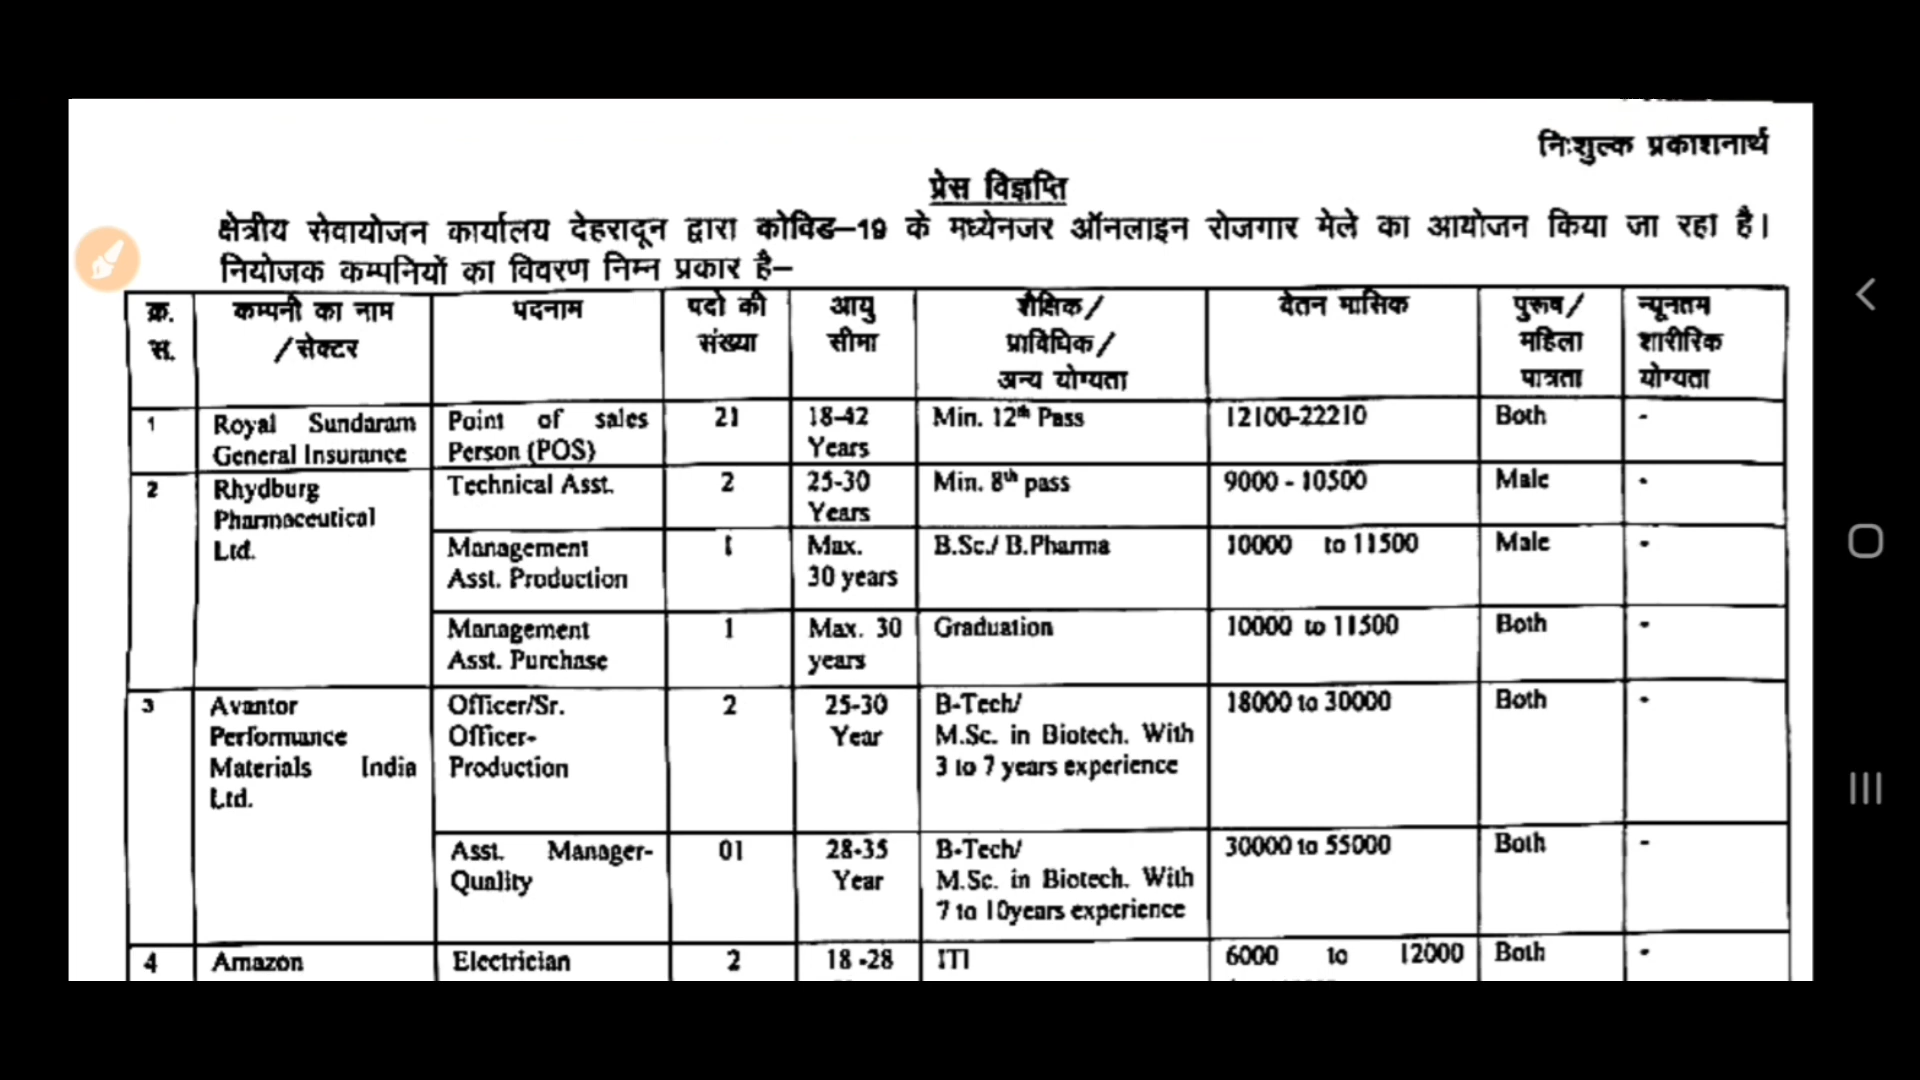 निःशुल्क प्रकाशनार्थ
प्रेस विज्ञप्ति
क्षेत्रीय सेवायोजन कार्यालय देहरादून द्वारा कोविड–19 के मध्येनजर ऑनलाइन रोजगार मेले का आयोजन किया जा रहा है।
नियोजक कम्पनियों का विवरण निम्न प्रकार है–
क्र. स. कम्पनी का नाम /सेक्टर पदनाम पदो की संख्या आयु सीमा शैक्षिक/ प्राविधिक/ अन्य योग्यता वेतन मासिक पुरूष/ महिला पात्रता न्यूनतम शारीरिक योग्यता
1 Royal Sundaram General Insurance Point of sales Person (POS) 21 18-42 Years Min. 12th Pass 12100-22210 Both -
2 Rhydburg Pharmaceutical Ltd. Technical Asst. 2 25-30 Years Min. 8th pass 9000 - 10500 Male -
Management Asst. Production 1 Max. 30 years B.Sc./ B.Pharma 10000 to 11500 Male -
Management Asst. Purchase 1 Max. 30 years Graduation 10000 to 11500 Both -
3 Avantor Performance Materials India Ltd. Officer/Sr. Officer- Production 2 25-30 Year B-Tech/ M.Sc. in Biotech. With 3 to 7 years experience 18000 to 30000 Both -
Asst. Manager- Quality 01 28-35 Year B-Tech/ M.Sc. in Biotech. With 7 to 10years experience 30000 to 55000 Both -
4 Amazon Electrician 2 18 -28 ITI 6000 to 12000 Both -